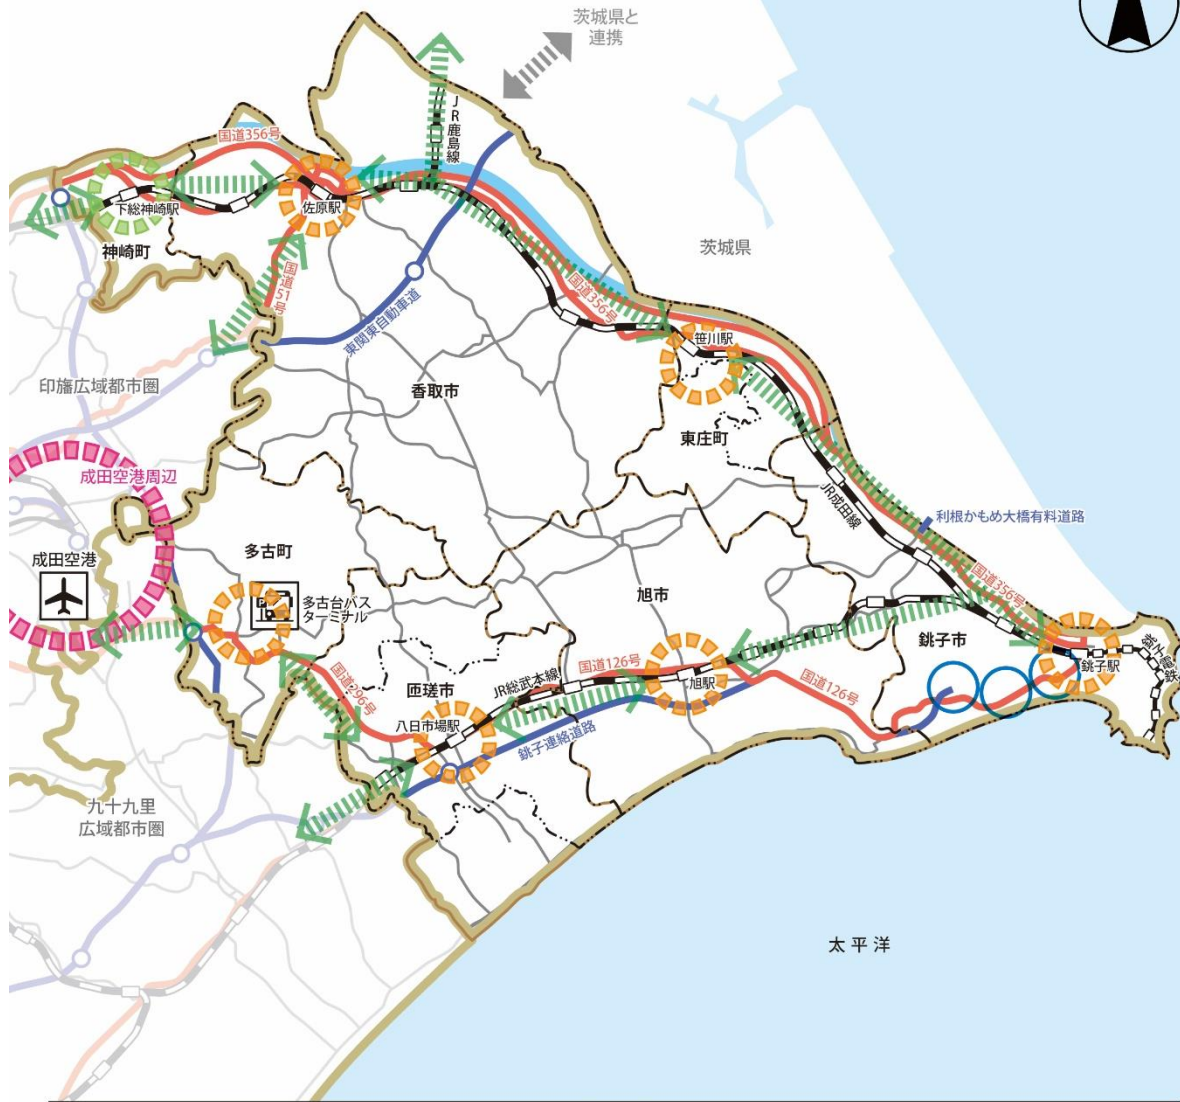 茨城県と
連携
JR鹿島線
国道356号
下総神崎駅
佐原駅
神崎町
国道51号
東関東自動車道
茨城県
国道356号
笹川駅
印旛広域都市圏
香取市
東庄町
成田空港周辺
JR成田線
利根かもめ大橋有料道路
成田空港
多古町
多古台バス
ターミナル
旭市
国道356号
銚子市
銚子電鉄
銚子駅
国道126号
旭駅
国道126号
JR総武本線
国道296号
匝瑳市
八日市場駅
銚子連絡道路
九十九里
広域都市圏
太平洋